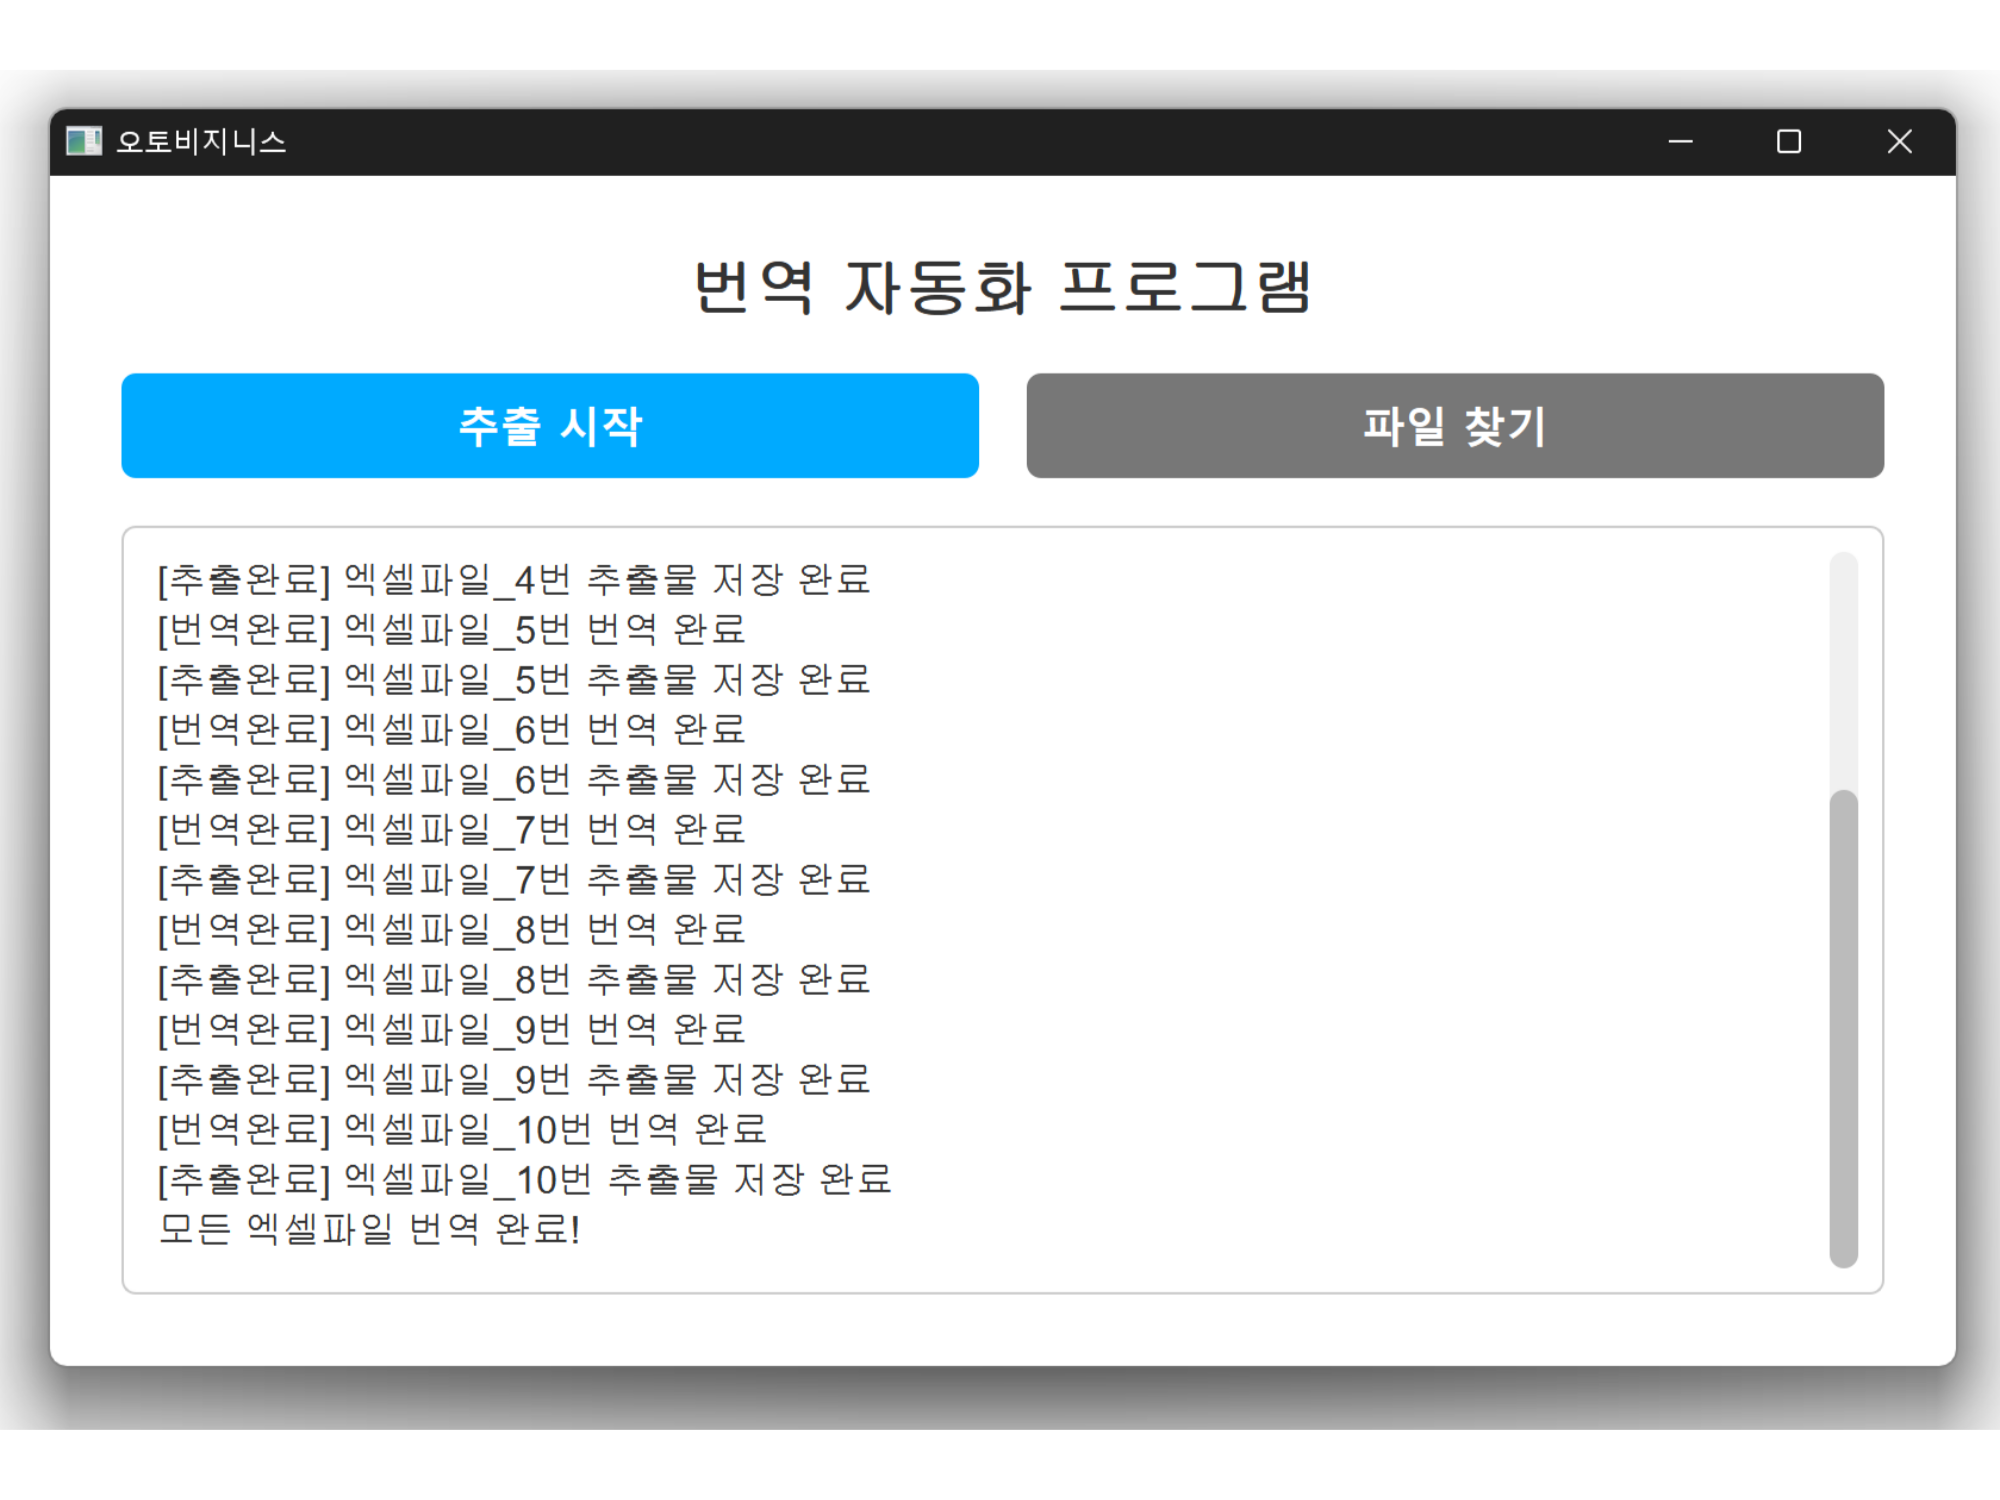 오토비지니스
번역 자동화 프로그램
추출 시작
파일 찾기
[추출완료] 엑셀파일_4번 추출물 저장 완료
[번역완료] 엑셀파일_5번 번역 완료
[추출완료] 엑셀파일_5번 추출물 저장 완료
[번역완료] 엑셀파일_6번 번역 완료
[추출완료] 엑셀파일_6번 추출물 저장 완료
[번역완료] 엑셀파일_7번 번역 완료
[추출완료] 엑셀파일_7번 추출물 저장 완료
[번역완료] 엑셀파일_8번 번역 완료
[추출완료] 엑셀파일_8번 추출물 저장 완료
[번역완료] 엑셀파일_9번 번역 완료
[추출완료] 엑셀파일_9번 추출물 저장 완료
[번역완료] 엑셀파일_10번 번역 완료
[추출완료] 엑셀파일_10번 추출물 저장 완료
모든 엑셀파일 번역 완료!